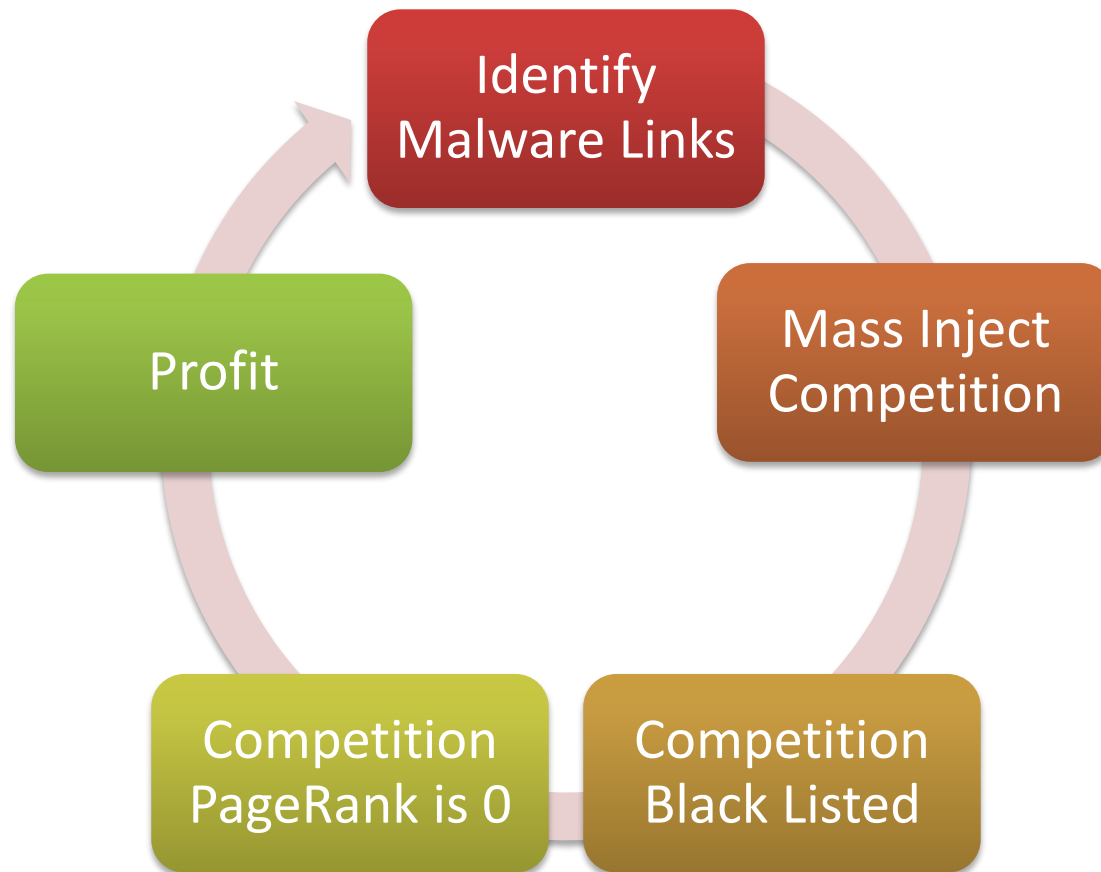 Identify
Malware Links
Mass Inject
Competition
Competition
Black Listed
Competition
PageRank is 0
Profit